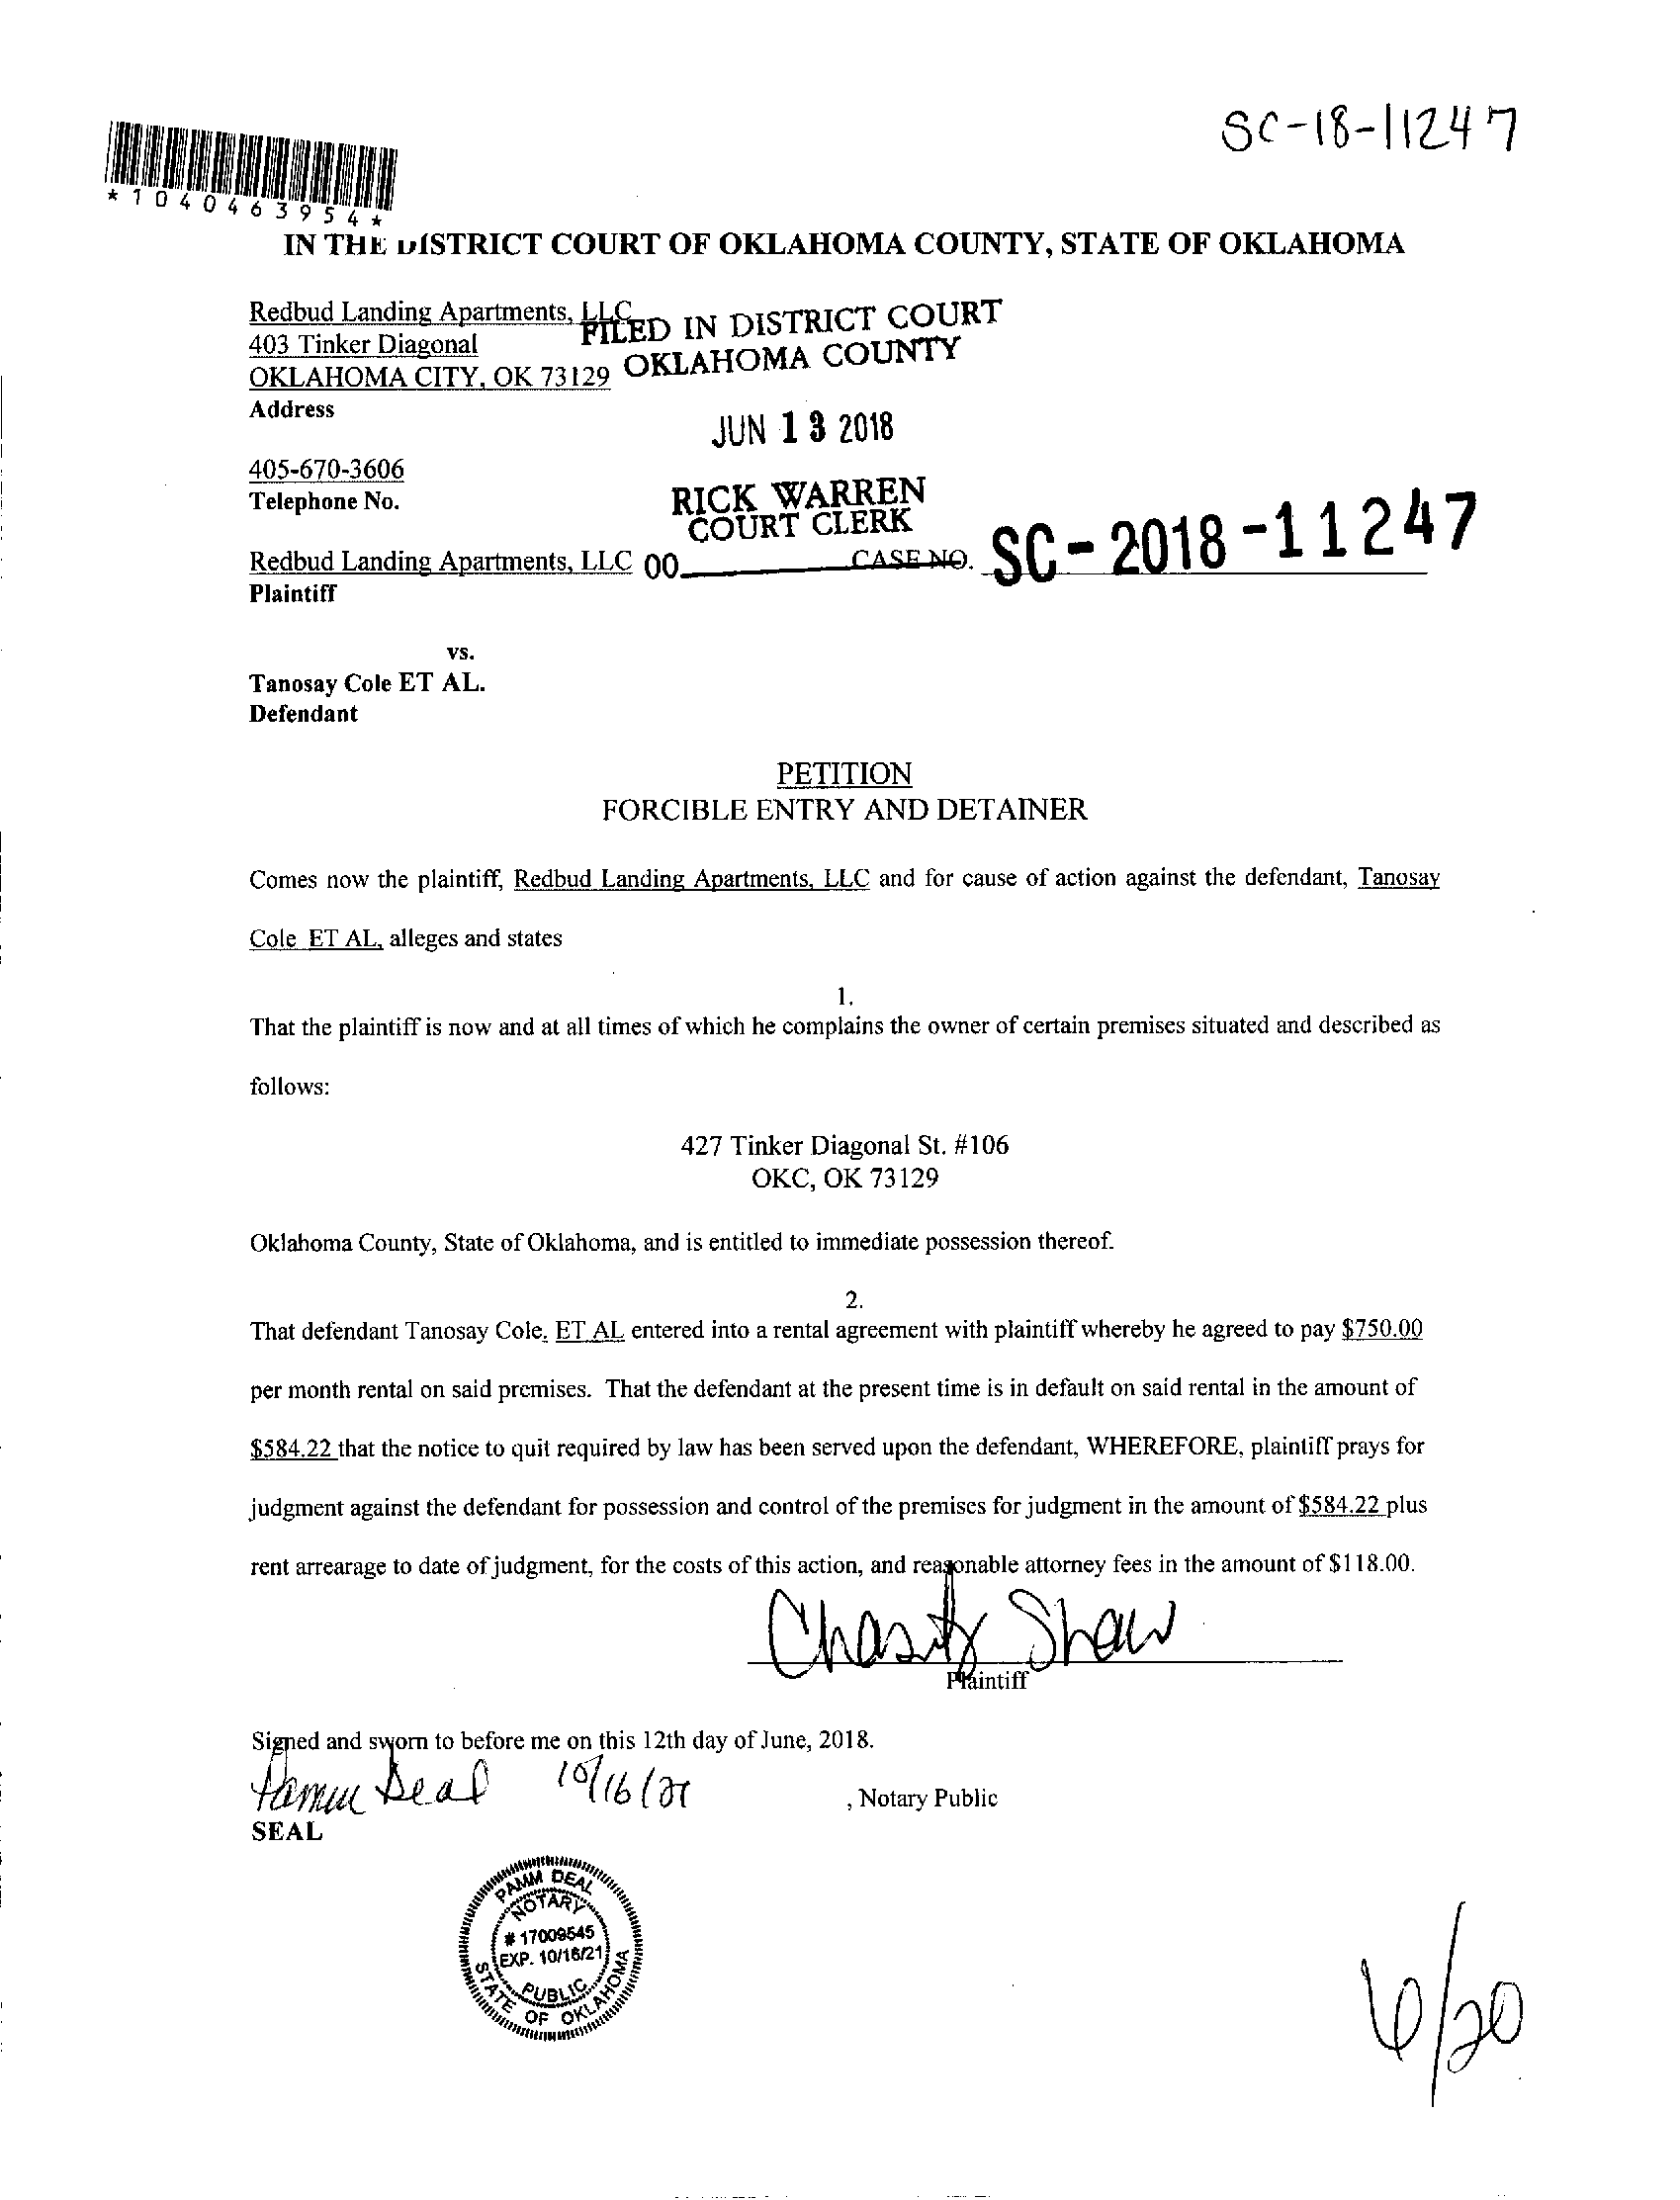 SC-18-11247
*1040463954*
IN THE DISTRICT COURT OF OKLAHOMA COUNTY, STATE OF OKLAHOMA
Redbud Landing Apartments, LLC
403 Tinker Diagonal
OKLAHOMA CITY, OK 73129
Address
FILED IN DISTRICT COURT
OKLAHOMA COUNTY
JUN 13 2018
405-670-3606
Telephone No.
RICK WARREN
COURT CLERK
Redbud Landing Apartments, LLC 00 CASE NO. SC-2018-11247
Plaintiff
vs.
Tanosay Cole ET AL.
Defendant
PETITION
FORCIBLE ENTRY AND DETAINER
Comes now the plaintiff, Redbud Landing Apartments, LLC and for cause of action against the defendant, Tanosay
Cole ET AL, alleges and states
1.
That the plaintiff is now and at all times of which he complains the owner of certain premises situated and described as
follows:
427 Tinker Diagonal St. #106
OKC, OK 73129
Oklahoma County, State of Oklahoma, and is entitled to immediate possession thereof.
2.
That defendant Tanosay Cole, ET AL entered into a rental agreement with plaintiff whereby he agreed to pay $750.00
per month rental on said premises. That the defendant at the present time is in default on said rental in the amount of
$584.22 that the notice to quit required by law has been served upon the defendant, WHEREFORE, plaintiff prays for
judgment against the defendant for possession and control of the premises for judgment in the amount of $584.22 plus
rent arrearage to date of judgment, for the costs of this action, and reasonable attorney fees in the amount of $118.00.
Chasity Shaw
Plaintiff
Signed and sworn to before me on this 12th day of June, 2018.
Pamm Deal 10/16/21
, Notary Public
SEAL
PAMM DEAL
NOTARY
# 17009545
EXP. 10/16/21
PUBLIC
STATE OF OKLAHOMA
6/20